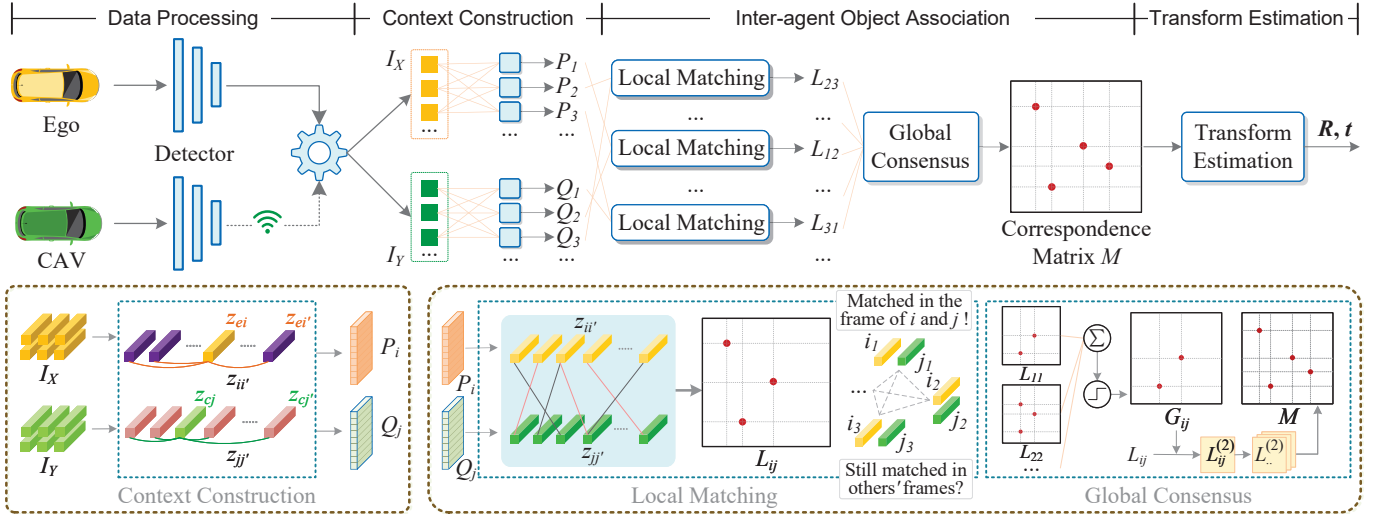 Data Processing
Context Construction
Inter-agent Object Association
Transform Estimation
Ego
Detector
CAV
I_X
...
I_Y
...
P_1
P_2
P_3
...
Q_1
Q_2
Q_3
...
Local Matching
L_23
...
...
Local Matching
L_12
...
...
Local Matching
L_31
...
...
Global
Consensus
Correspondence
Matrix M
Transform
Estimation
R, t
I_X
I_Y
z_ei
z_ei'
z_ii'
z_cj
z_cj'
z_jj'
P_i
Q_j
Context Construction
P_i
Q_j
z_ii'
z_jj'
L_ij
Matched in the
frame of i and j !
i_1
j_1
i_2
j_2
i_3
j_3
...
Still matched in
others' frames?
Local Matching
L_11
L_22
...
Σ
G_ij
M
L_ij
L_ij^(2)
L_..^(2)
Global Consensus